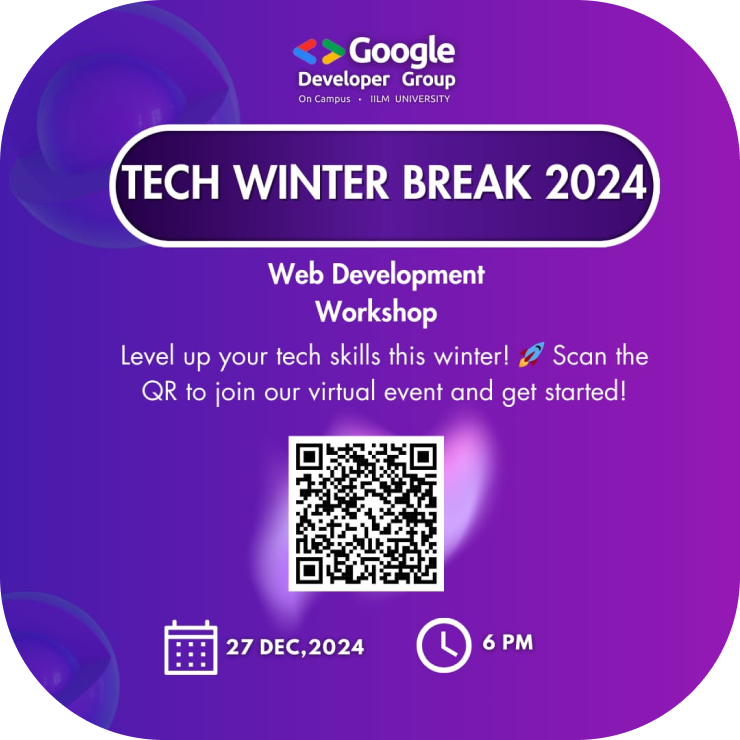 Google
Developer Group
On Campus • IILM UNIVERSITY
TECH WINTER BREAK 2024
Web Development
Workshop
Level up your tech skills this winter! 🚀 Scan the
QR to join our virtual event and get started!
27 DEC,2024
6 PM